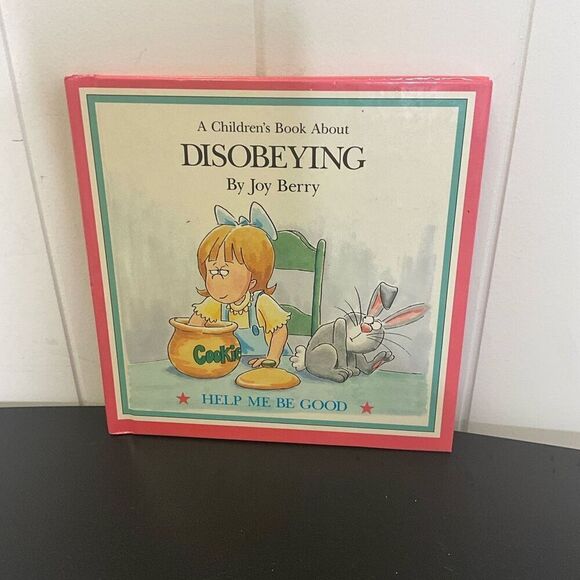 A Children's Book About
DISOBEYING
By Joy Berry
Cookie
HELP ME BE GOOD